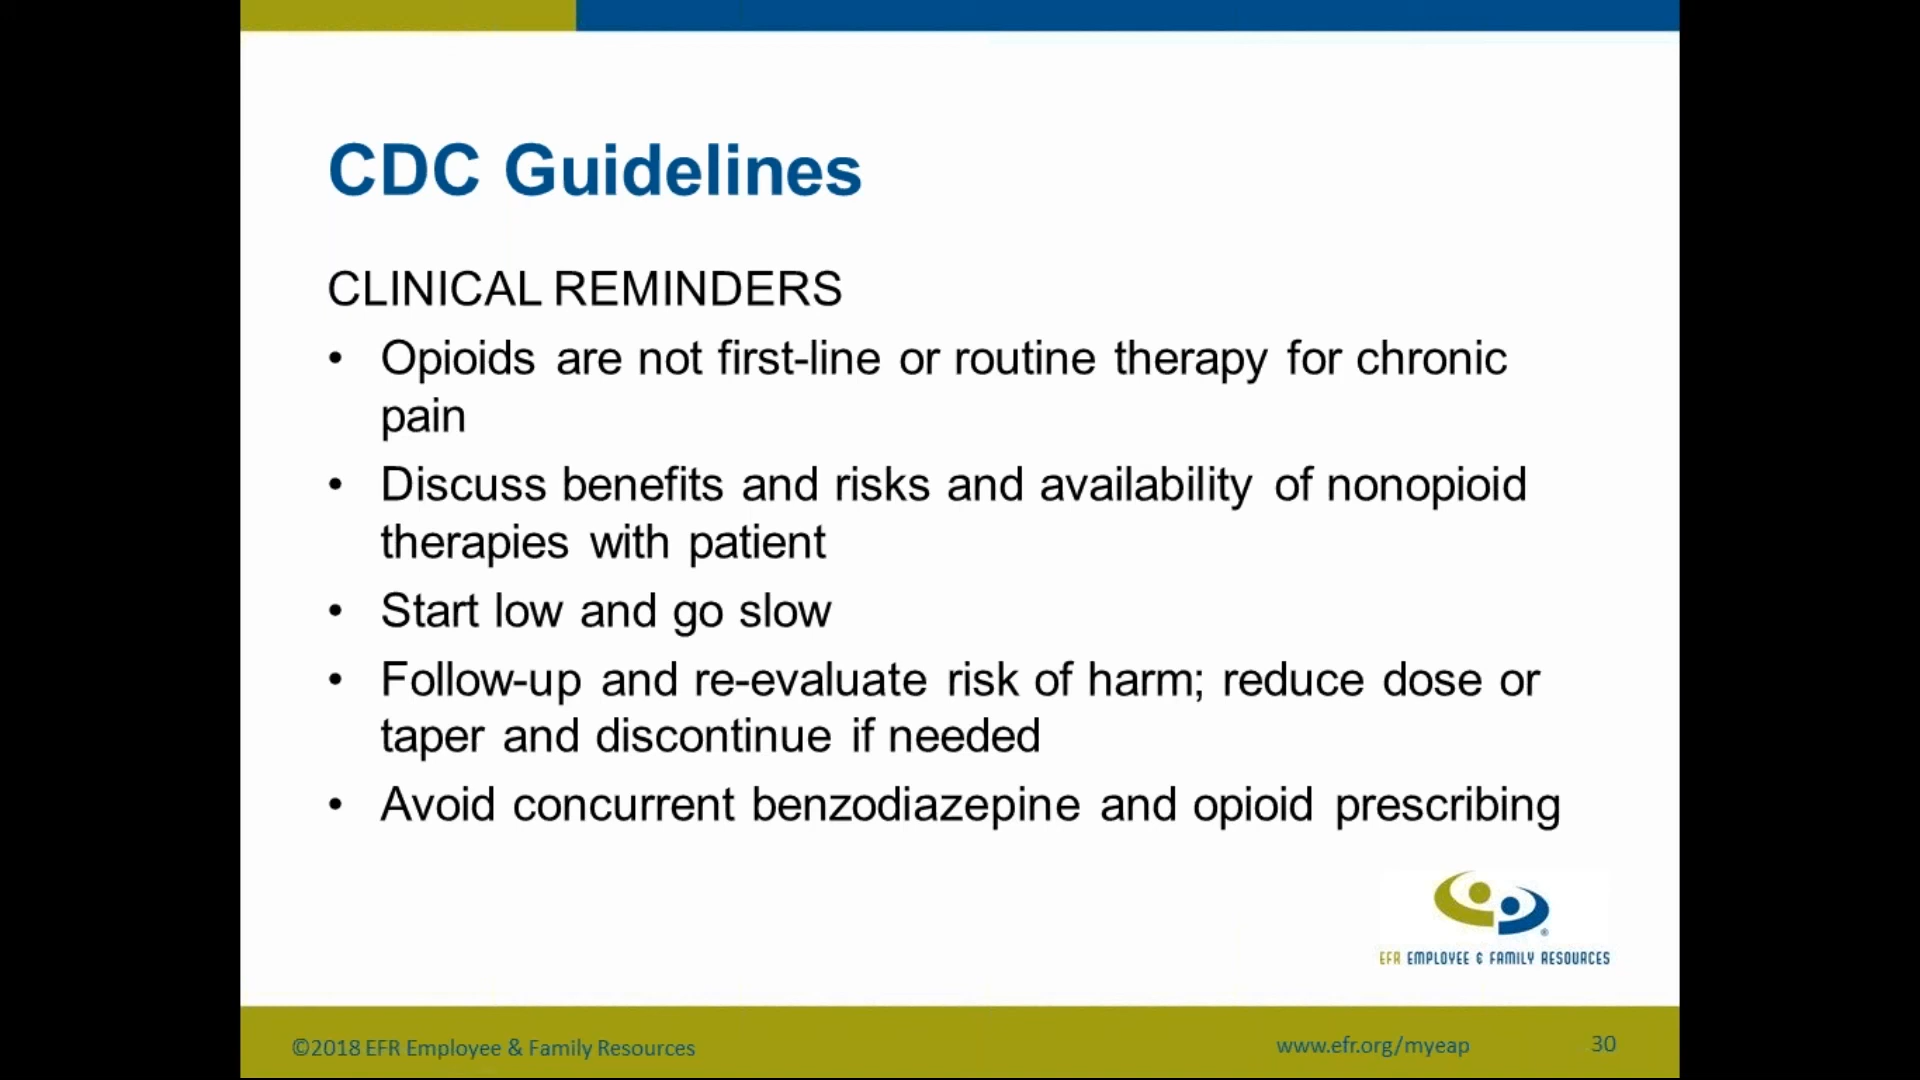 CDC Guidelines
CLINICAL REMINDERS
• Opioids are not first-line or routine therapy for chronic
pain
• Discuss benefits and risks and availability of nonopioid
therapies with patient
• Start low and go slow
• Follow-up and re-evaluate risk of harm; reduce dose or
taper and discontinue if needed
• Avoid concurrent benzodiazepine and opioid prescribing
®
EFR EMPLOYEE & FAMILY RESOURCES
©2018 EFR Employee & Family Resources
www.efr.org/myeap
30